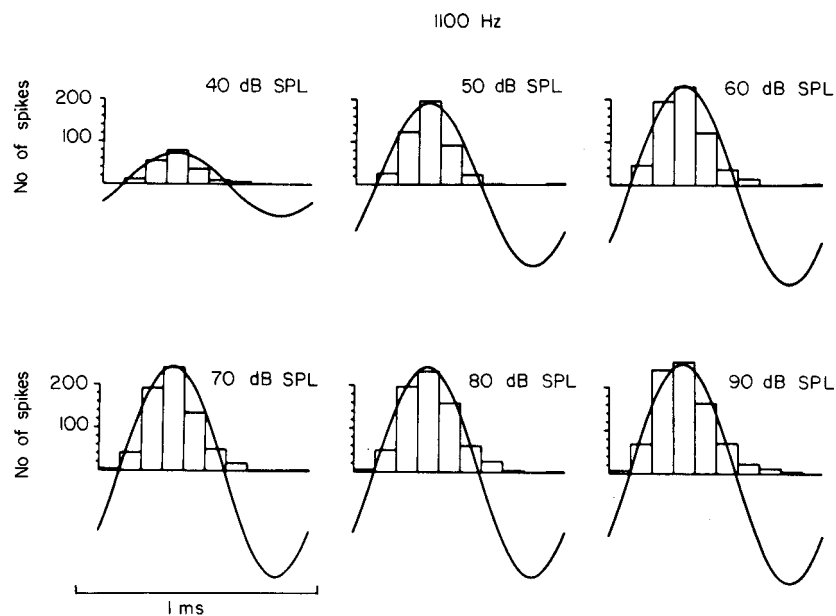 1100 Hz
No of spikes
200
100
40 dB SPL
50 dB SPL
60 dB SPL
No of spikes
200
100
70 dB SPL
80 dB SPL
90 dB SPL
1 ms